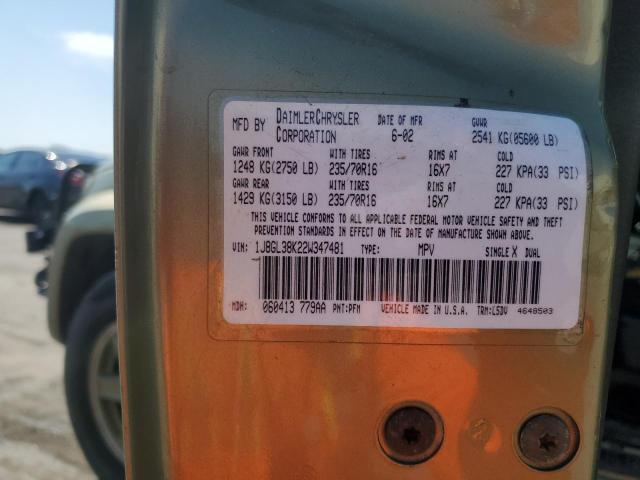 MFD BY DAIMLERCHRYSLER CORPORATION DATE OF MFR 6-02 GVWR 2541 KG(05600 LB)
GAWR FRONT WITH TIRES RIMS AT COLD
1248 KG(2750 LB) 235/70R16 16X7 227 KPA(33 PSI)
GAWR REAR WITH TIRES RIMS AT COLD
1429 KG(3150 LB) 235/70R16 16X7 227 KPA(33 PSI)
THIS VEHICLE CONFORMS TO ALL APPLICABLE FEDERAL MOTOR VEHICLE SAFETY AND THEFT
PREVENTION STANDARDS IN EFFECT ON THE DATE OF MANUFACTURE SHOWN ABOVE.
VIN: 1J8GL38K22W347481 TYPE: MPV SINGLE X DUAL
MDH: 060413 779AA PNT:PFN VEHICLE MADE IN U.S.A. TRM:LSDV 4648503